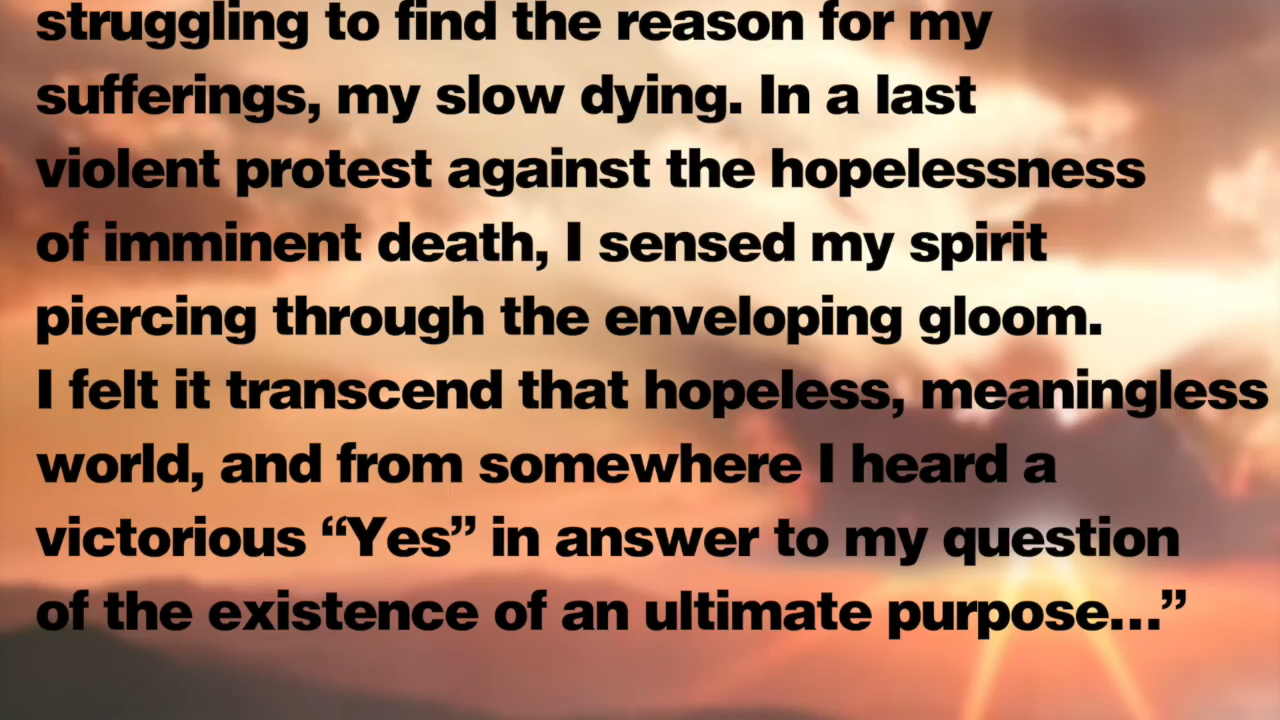 struggling to find the reason for my
sufferings, my slow dying. In a last
violent protest against the hopelessness
of imminent death, I sensed my spirit
piercing through the enveloping gloom.
I felt it transcend that hopeless, meaningless
world, and from somewhere I heard a
victorious “Yes” in answer to my question
of the existence of an ultimate purpose...”